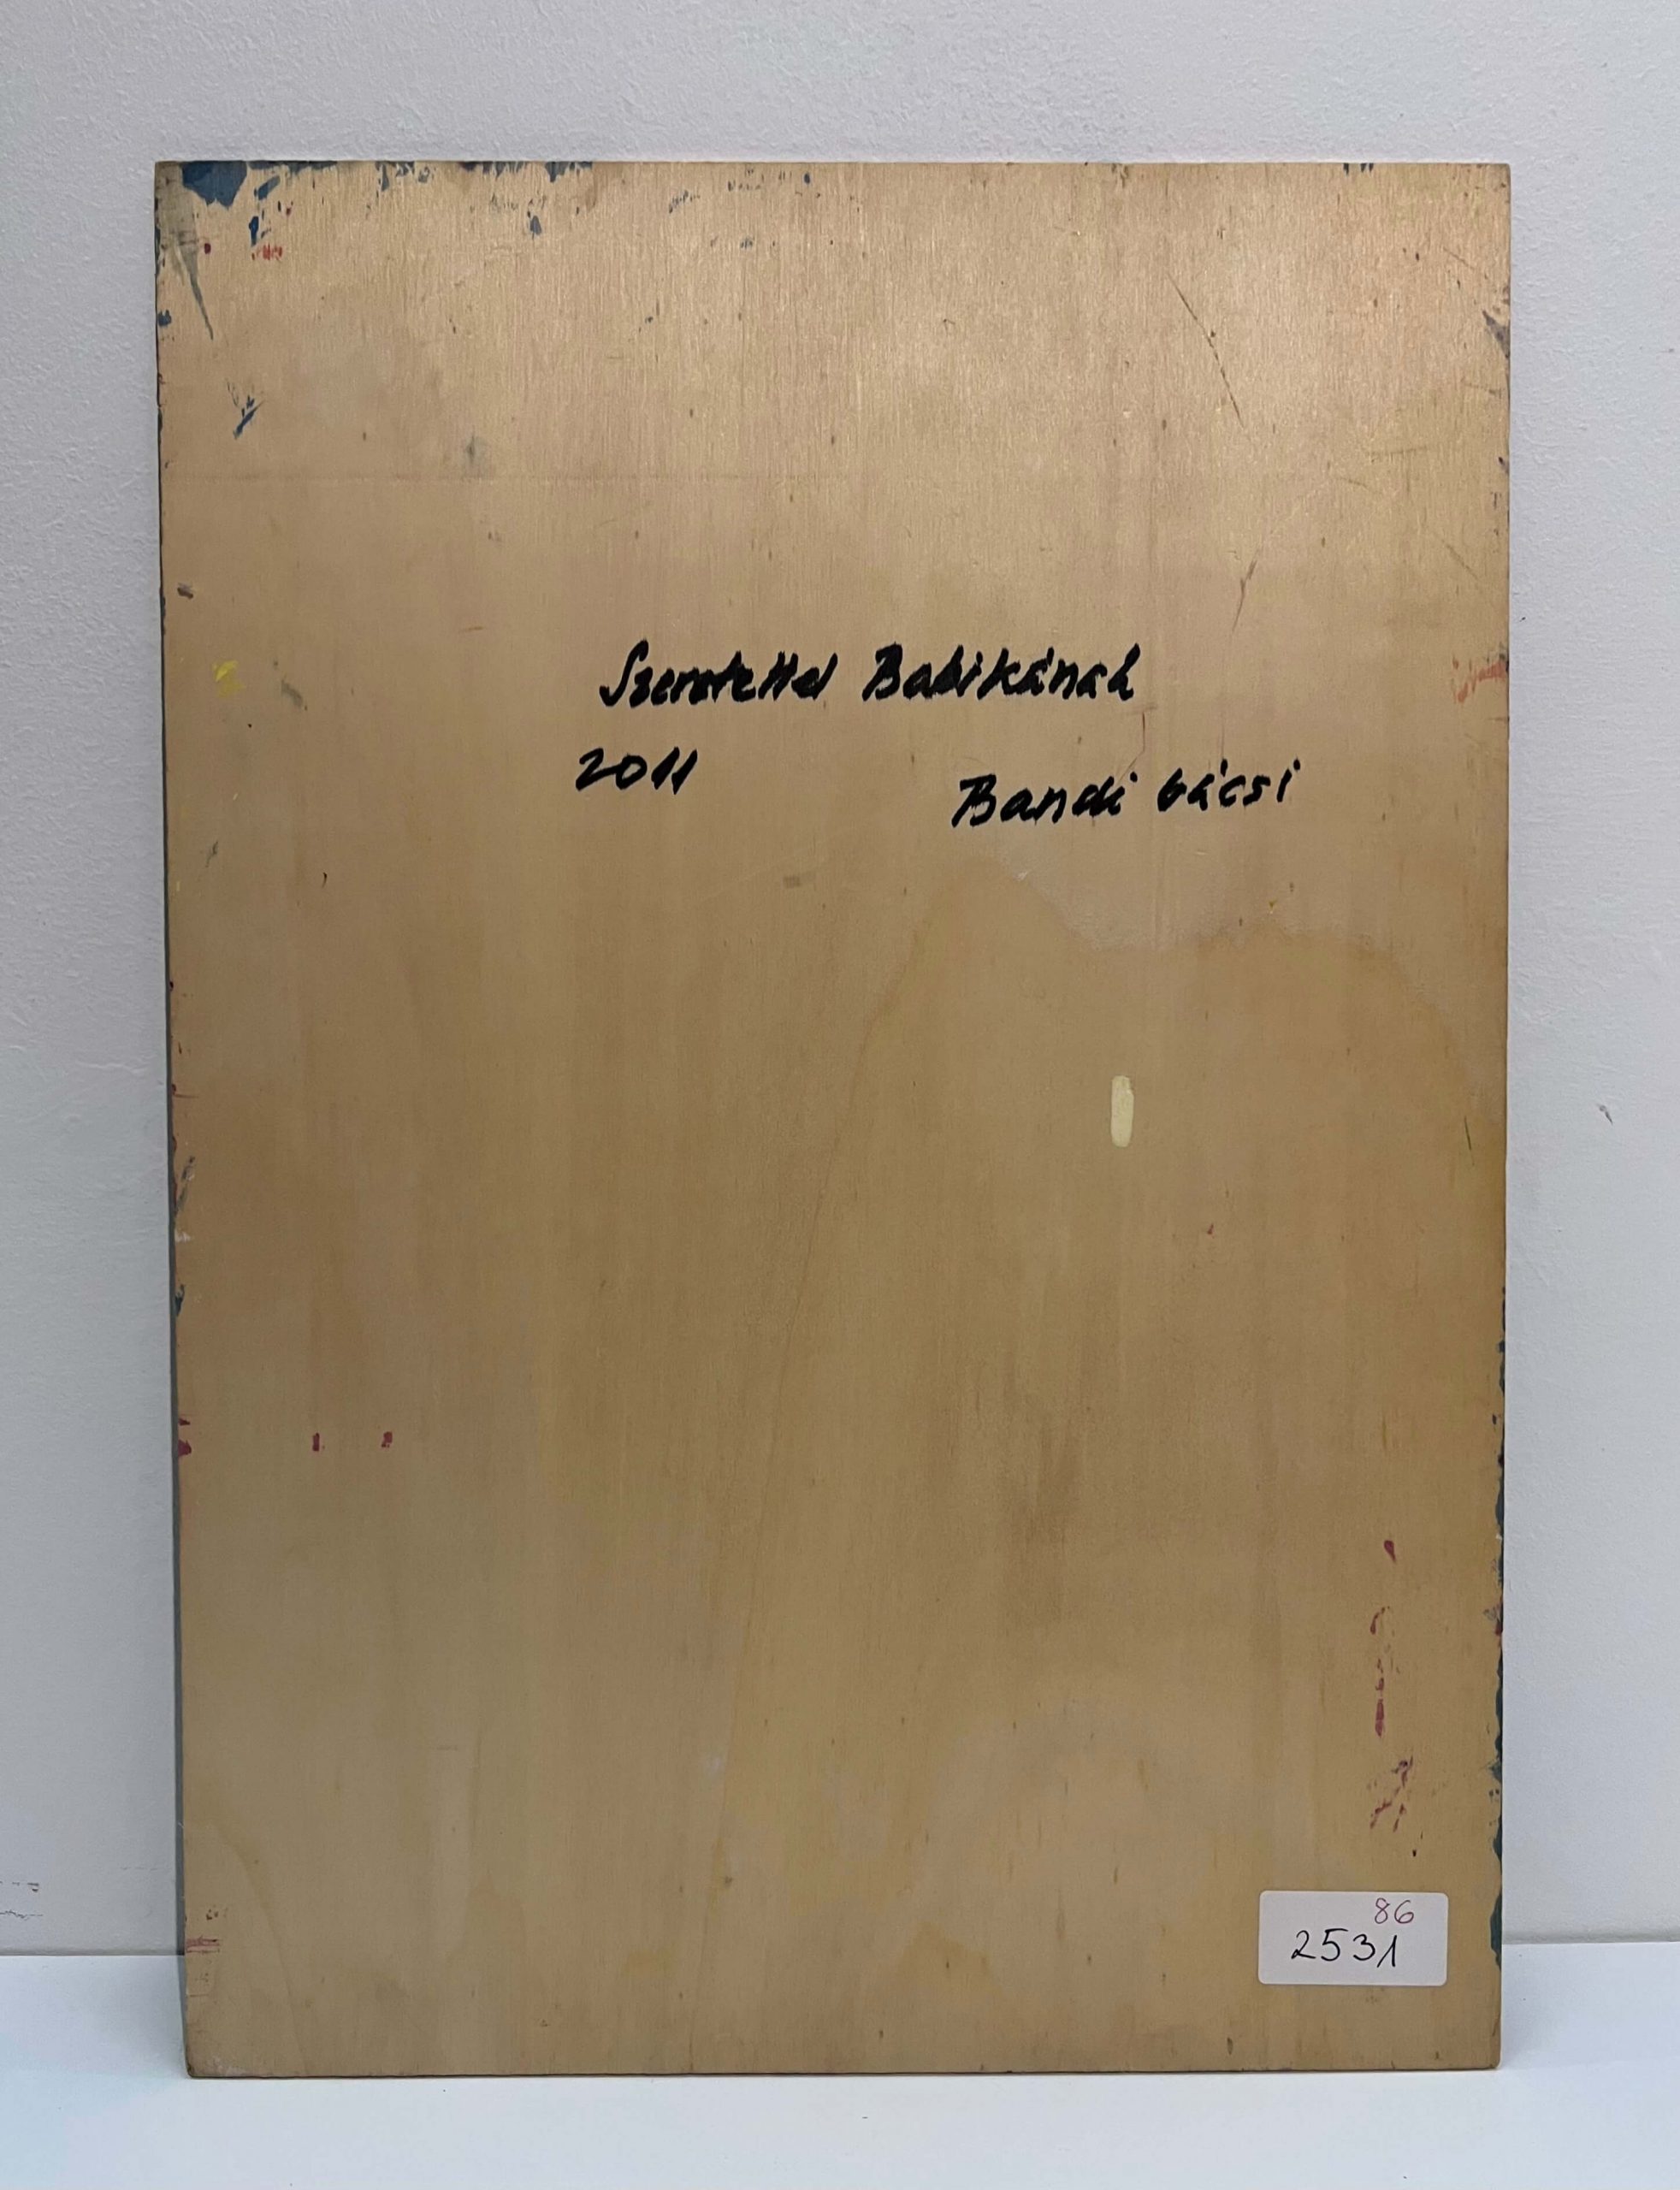 Szeretettel Babikának
2011
Bandi bácsi
86
2531